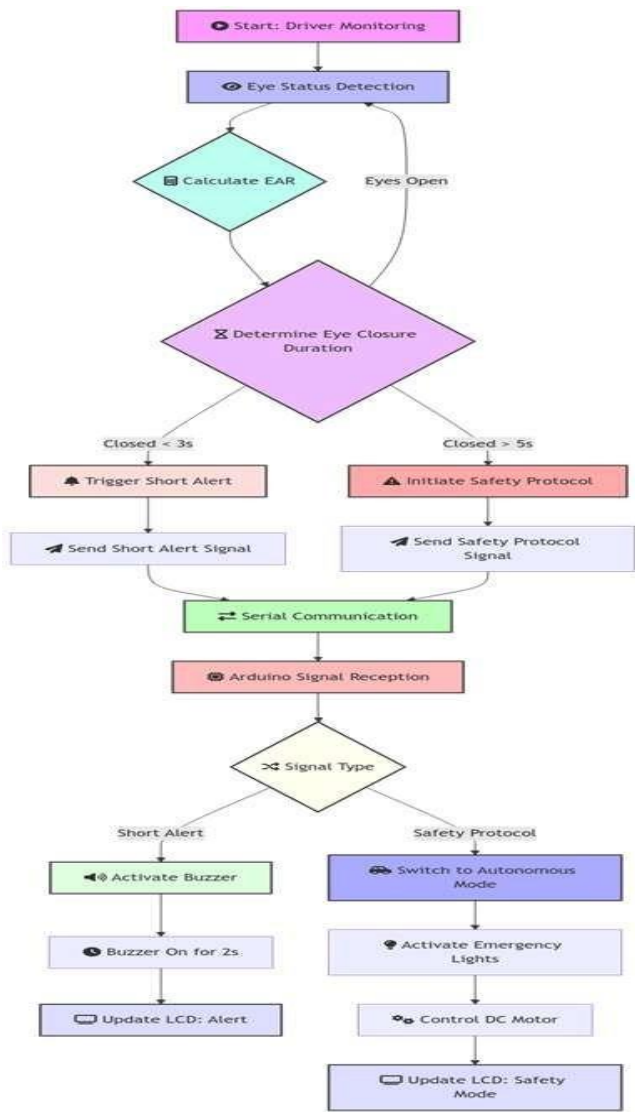 Start: Driver Monitoring
Eye Status Detection
Calculate EAR
Eyes Open
Determine Eye Closure
Duration
Closed < 3s
Closed > 5s
Trigger Short Alert
Initiate Safety Protocol
Send Short Alert Signal
Send Safety Protocol
Signal
Serial Communication
Arduino Signal Reception
Signal Type
Short Alert
Safety Protocol
Activate Buzzer
Switch to Autonomous
Mode
Buzzer On for 2s
Activate Emergency
Lights
Update LCD: Alert
Control DC Motor
Update LCD: Safety
Mode